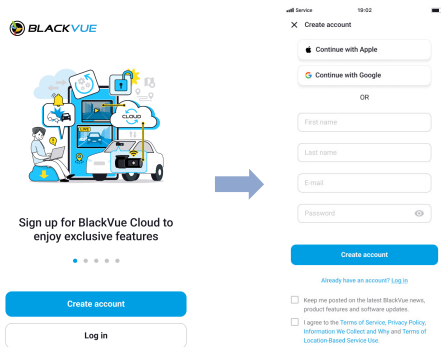 BLACKVUE
CLOUD
LIVE
Sign up for BlackVue Cloud to
enjoy exclusive features
Create account
Log in
Service
19:02
Create account
Continue with Apple
Continue with Google
OR
First name
Last name
E-mail
Password
Create account
Already have an account? Log in
Keep me posted on the latest BlackVue news,
product features and software updates.
I agree to the Terms of Service, Privacy Policy,
Information We Collect and Why and Terms of
Location-Based Service Use.